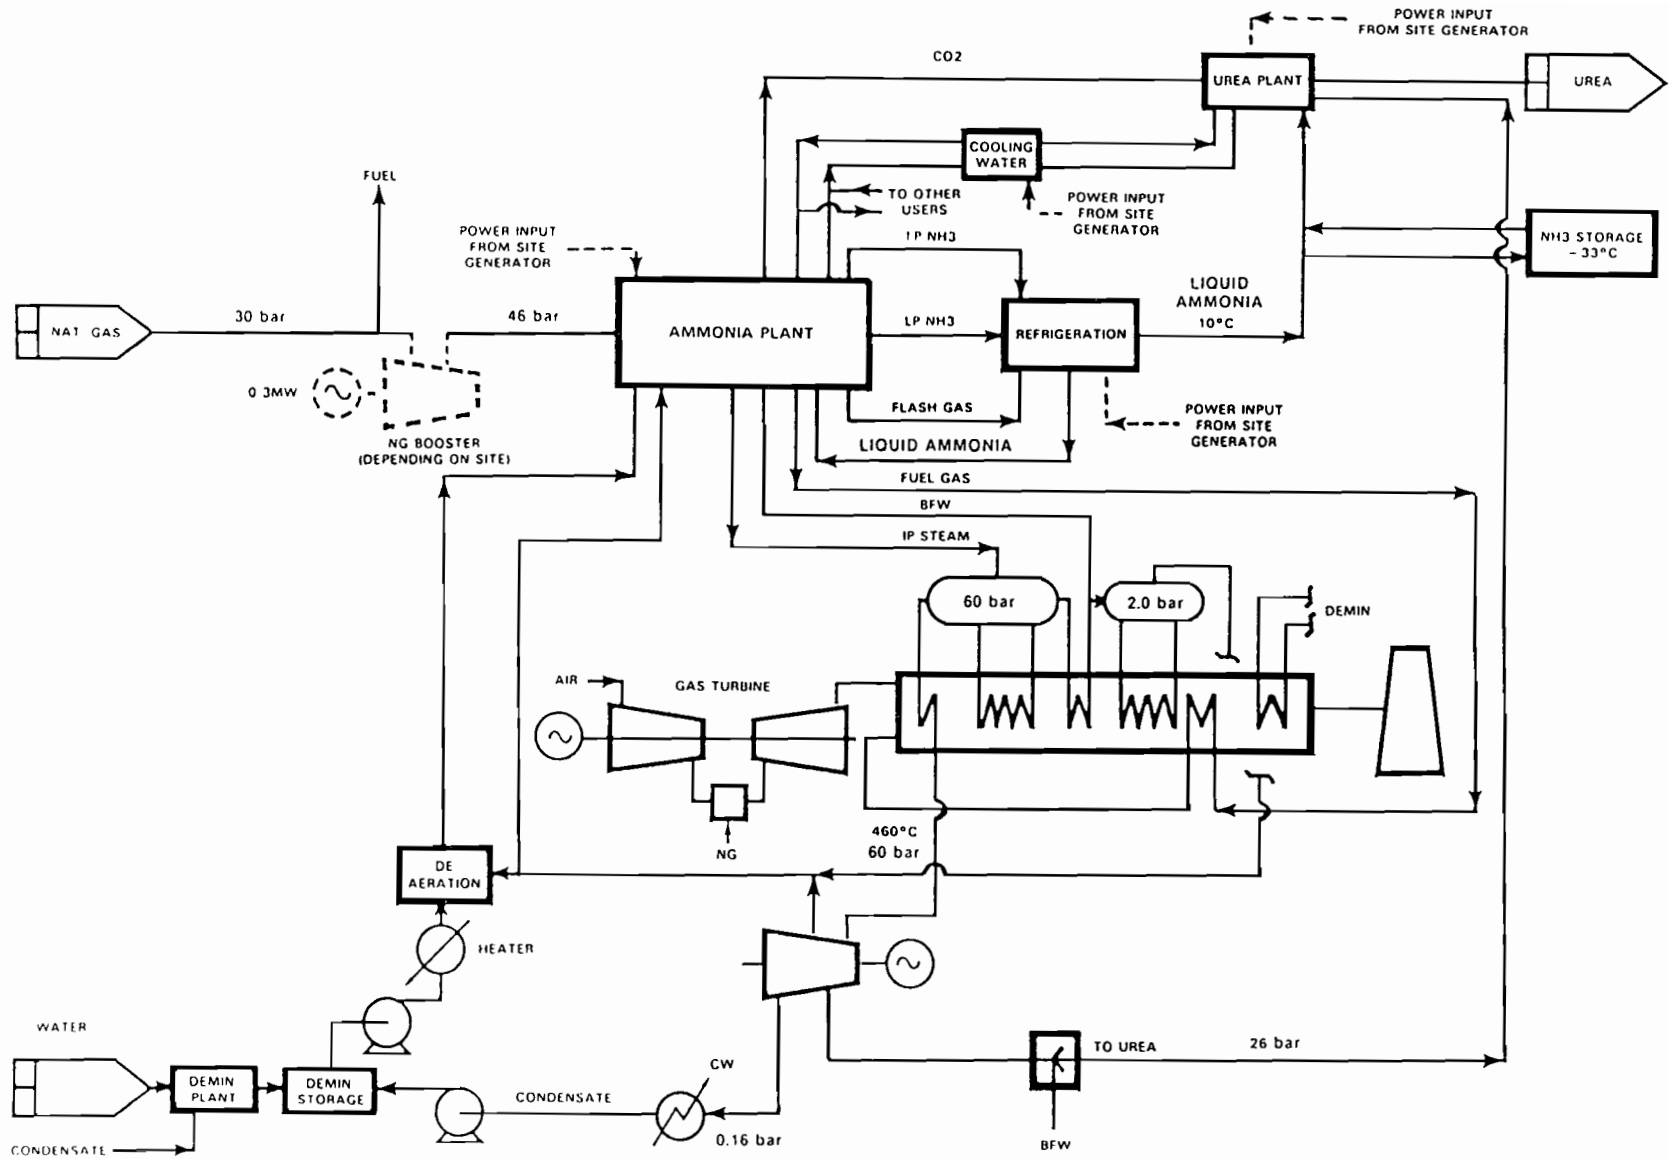 POWER INPUT
FROM SITE GENERATOR
CO2
UREA PLANT
UREA
COOLING
WATER
FUEL
TO OTHER
USERS
POWER INPUT
FROM SITE
GENERATOR
POWER INPUT
FROM SITE
GENERATOR
LP NH3
NH3 STORAGE
- 33°C
LIQUID
AMMONIA
10°C
NAT GAS
30 bar
46 bar
AMMONIA PLANT
LP NH3
REFRIGERATION
0 3MW
NG BOOSTER
(DEPENDING ON SITE)
FLASH GAS
POWER INPUT
FROM SITE
GENERATOR
LIQUID AMMONIA
FUEL GAS
BFW
IP STEAM
60 bar
2.0 bar
DEMIN
AIR
GAS TURBINE
NG
460°C
60 bar
DE
AERATION
HEATER
WATER
DEMIN
PLANT
DEMIN
STORAGE
CONDENSATE
CW
0.16 bar
TO UREA
26 bar
BFW
CONDENSATE